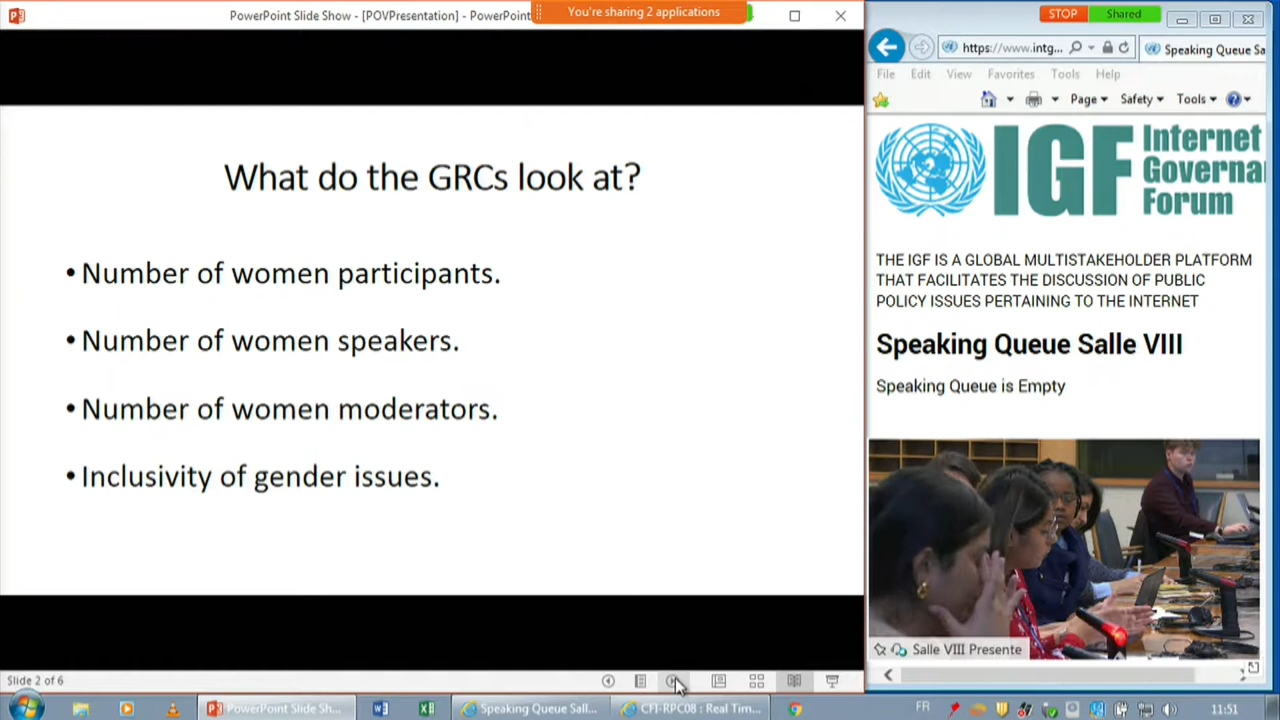 PowerPoint Slide Show - [POVPresentation] - PowerPoint
You're sharing 2 applications
What do the GRCs look at?
• Number of women participants.
• Number of women speakers.
• Number of women moderators.
• Inclusivity of gender issues.
Slide 2 of 6
STOP
Shared
https://www.intg...
Speaking Queue Sa
File Edit View Favorites Tools Help
Page Safety Tools
IGF
Internet
Governa
Forum
THE IGF IS A GLOBAL MULTISTAKEHOLDER PLATFORM
THAT FACILITATES THE DISCUSSION OF PUBLIC
POLICY ISSUES PERTAINING TO THE INTERNET
Speaking Queue Salle VIII
Speaking Queue is Empty
Salle VIII Presente
PowerPoint Slide Sh...
Speaking Queue Sall...
CFI-RPC08 : Real Tim...
FR
11:51